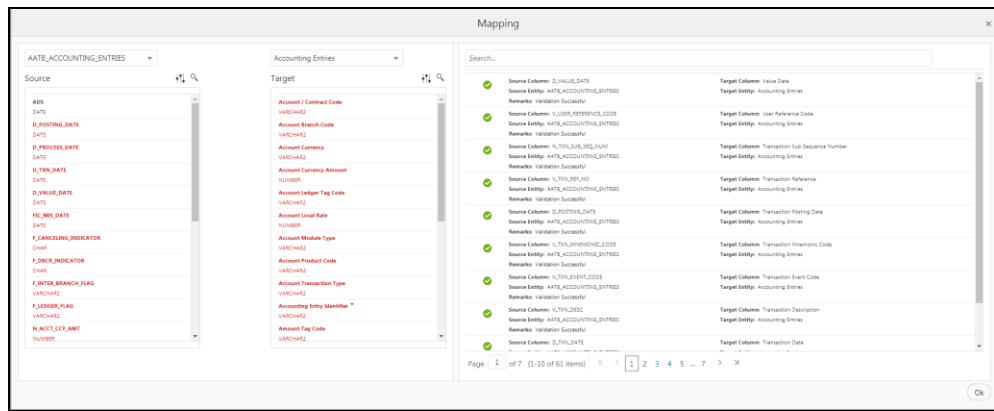 Mapping
×
AATB_ACCOUNTING_ENTRIES
Accounting Entries
Source
Target
ADS
DATE
D_POSTING_DATE
DATE
D_PROCESS_DATE
DATE
D_TXN_DATE
DATE
D_VALUE_DATE
DATE
FIC_MIS_DATE
DATE
F_CANCELING_INDICATOR
CHAR
F_DBCR_INDICATOR
CHAR
F_INTER_BRANCH_FLAG
VARCHAR2
F_LEDGER_FLAG
VARCHAR2
N_ACCT_CCY_AMT
NUMBER
Account / Contract Code
VARCHAR2
Account Branch Code
VARCHAR2
Account Currency
VARCHAR2
Account Currency Amount
NUMBER
Account Ledger Tag Code
VARCHAR2
Account Local Rate
NUMBER
Account Module Type
VARCHAR2
Account Product Code
VARCHAR2
Account Transaction Type
VARCHAR2
Accounting Entry Identifier *
VARCHAR2
Amount Tag Code
VARCHAR2
Search...
Source Column: D_VALUE_DATE Target Column: Value Date
Source Entity: AATB_ACCOUNTING_ENTRIES Target Entity: Accounting Entries
Remarks: Validation Successful
Source Column: V_USER_REFERENCE_CODE Target Column: User Reference Code
Source Entity: AATB_ACCOUNTING_ENTRIES Target Entity: Accounting Entries
Remarks: Validation Successful
Source Column: N_TXN_SUB_SEQ_NUM Target Column: Transaction Sub Sequence Number
Source Entity: AATB_ACCOUNTING_ENTRIES Target Entity: Accounting Entries
Remarks: Validation Successful
Source Column: V_TXN_REF_NO Target Column: Transaction Reference
Source Entity: AATB_ACCOUNTING_ENTRIES Target Entity: Accounting Entries
Remarks: Validation Successful
Source Column: D_POSTING_DATE Target Column: Transaction Posting Date
Source Entity: AATB_ACCOUNTING_ENTRIES Target Entity: Accounting Entries
Remarks: Validation Successful
Source Column: V_TXN_MNEMONIC_CODE Target Column: Transaction Mnemonic Code
Source Entity: AATB_ACCOUNTING_ENTRIES Target Entity: Accounting Entries
Remarks: Validation Successful
Source Column: V_TXN_EVENT_CODE Target Column: Transaction Event Code
Source Entity: AATB_ACCOUNTING_ENTRIES Target Entity: Accounting Entries
Remarks: Validation Successful
Source Column: V_TXN_DESC Target Column: Transaction Description
Source Entity: AATB_ACCOUNTING_ENTRIES Target Entity: Accounting Entries
Remarks: Validation Successful
Source Column: D_TXN_DATE Target Column: Transaction Date
Page 1 of 7 (1-10 of 61 items) K < 1 2 3 4 5 ... 7 > X
Ok